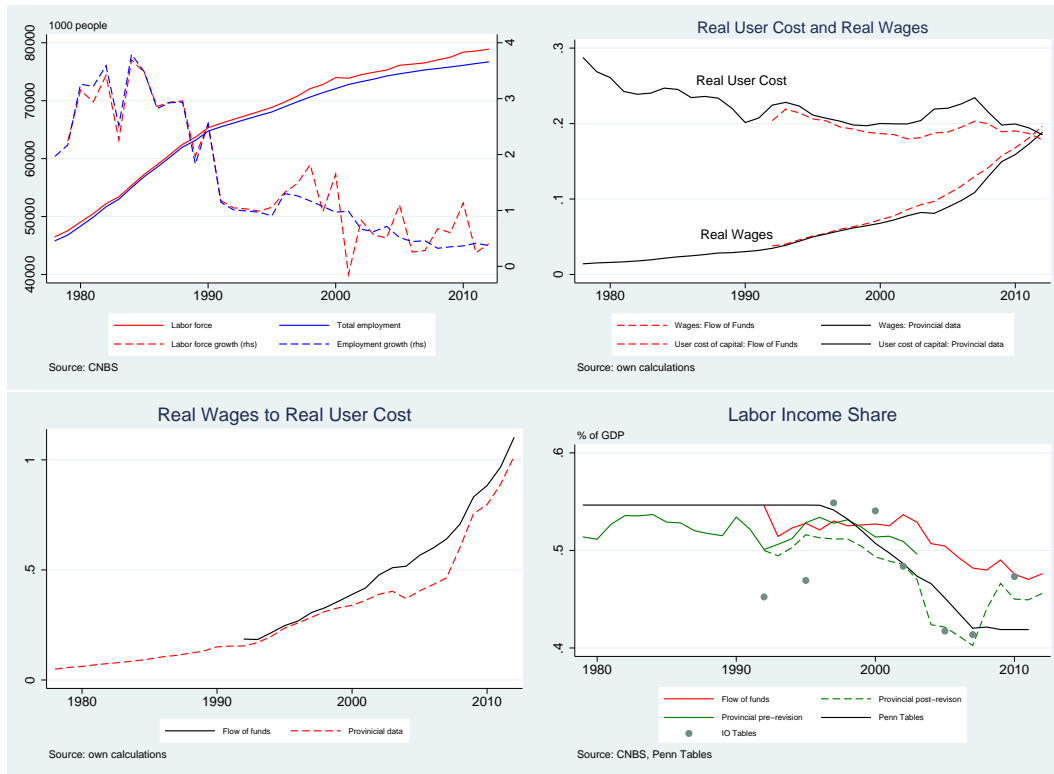 1000 people
80000
70000
60000
50000
40000
4
3
2
1
0
1980 1990 2000 2010
Labor force Total employment
Labor force growth (rhs) Employment growth (rhs)
Source: CNBS
Real User Cost and Real Wages
.3
.2
.1
0
Real User Cost
Real Wages
1980 1990 2000 2010
Wages: Flow of Funds Wages: Provincial data
User cost of capital: Flow of Funds User cost of capital: Provincial data
Source: own calculations
Real Wages to Real User Cost
1
.5
0
1980 1990 2000 2010
Flow of funds Provinicial data
Source: own calculations
Labor Income Share
% of GDP
.6
.5
.4
1980 1990 2000 2010
Flow of funds Provincial post−revison
Provincial pre−revision Penn Tables
IO Tables
Source: CNBS, Penn Tables